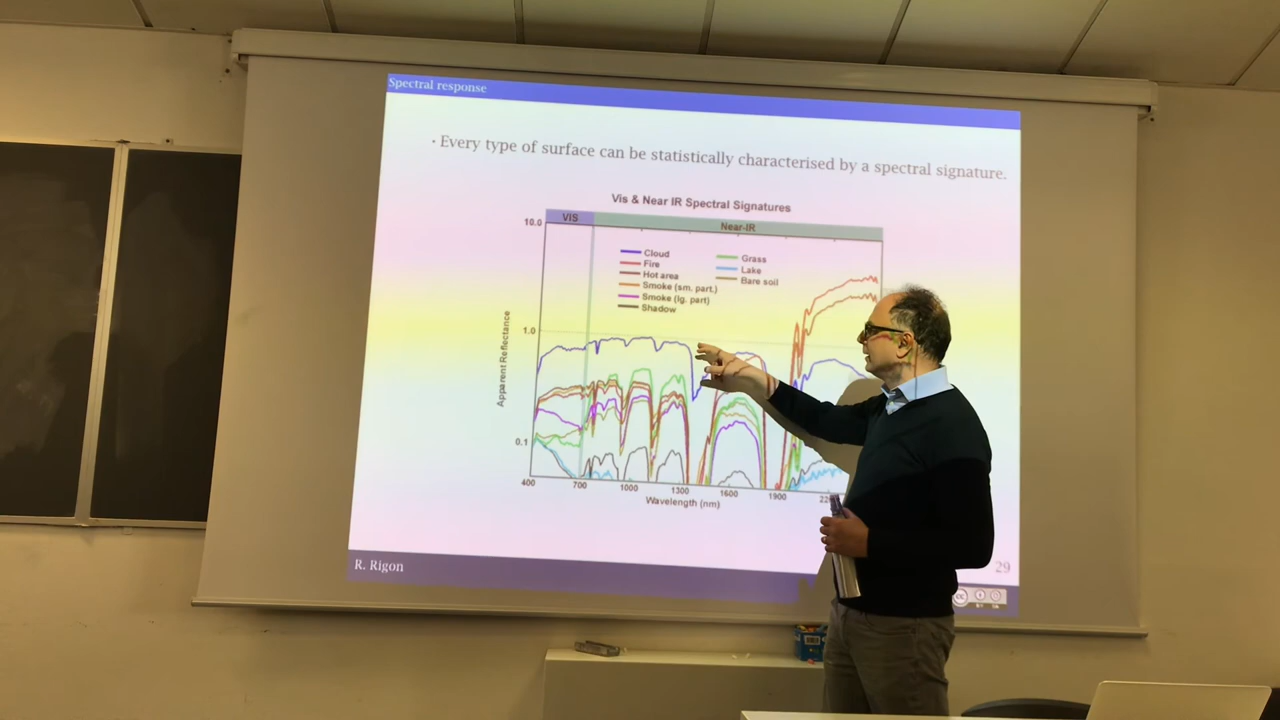 Spectral response
· Every type of surface can be statistically characterised by a spectral signature.
Vis & Near IR Spectral Signatures
VIS
Near-IR
10.0
1.0
0.1
Apparent Reflectance
Cloud
Fire
Hot area
Smoke (sm. part.)
Smoke (lg. part)
Shadow
Grass
Lake
Bare soil
400 700 1000 1300 1600 1900
Wavelength (nm)
R. Rigon
29
cc